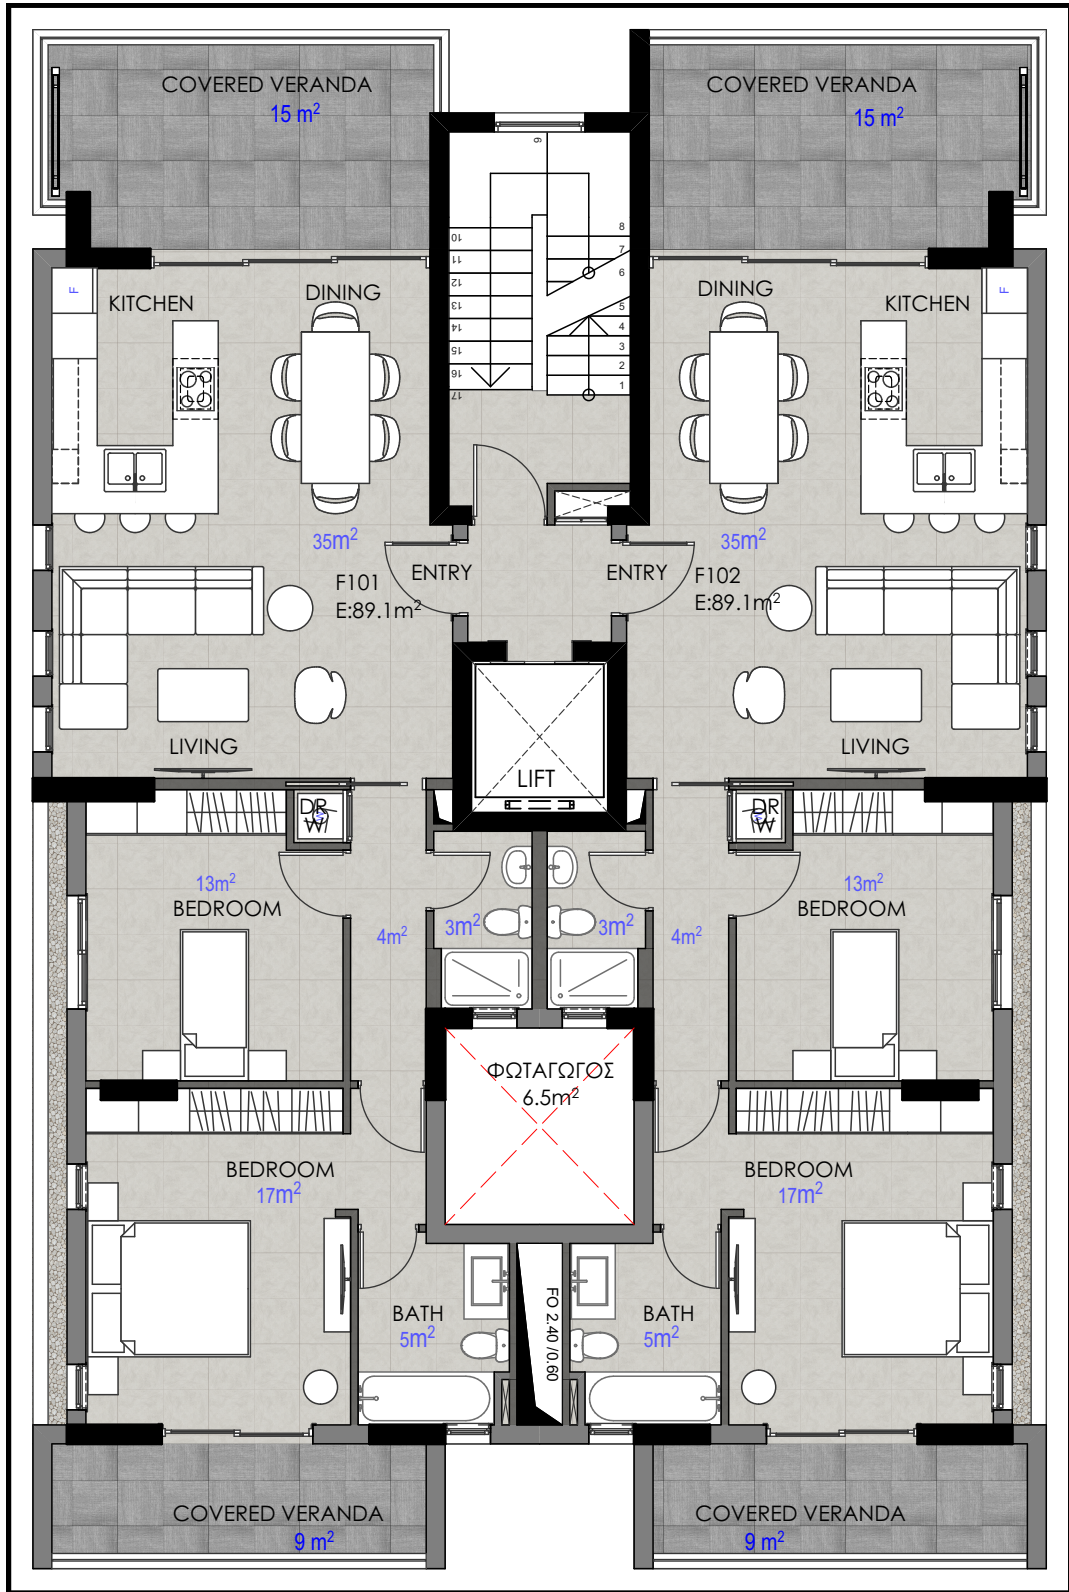 COVERED VERANDA
15 m²
COVERED VERANDA
15 m²
9
8
7
6
5
4
3
2
1
10
11
12
13
14
15
16
17
F
KITCHEN
DINING
DINING
KITCHEN
F
35m²
35m²
F101
E:89.1m²
ENTRY
ENTRY
F102
E:89.1m²
LIVING
LIVING
LIFT
DR
W
DR
W
13m²
BEDROOM
13m²
BEDROOM
4m²
3m²
3m²
4m²
ΦΩΤΑΓΩΓΟΣ
6.5m²
BEDROOM
17m²
BEDROOM
17m²
BATH
5m²
FO 2.40 /0.60
BATH
5m²
COVERED VERANDA
9 m²
COVERED VERANDA
9 m²